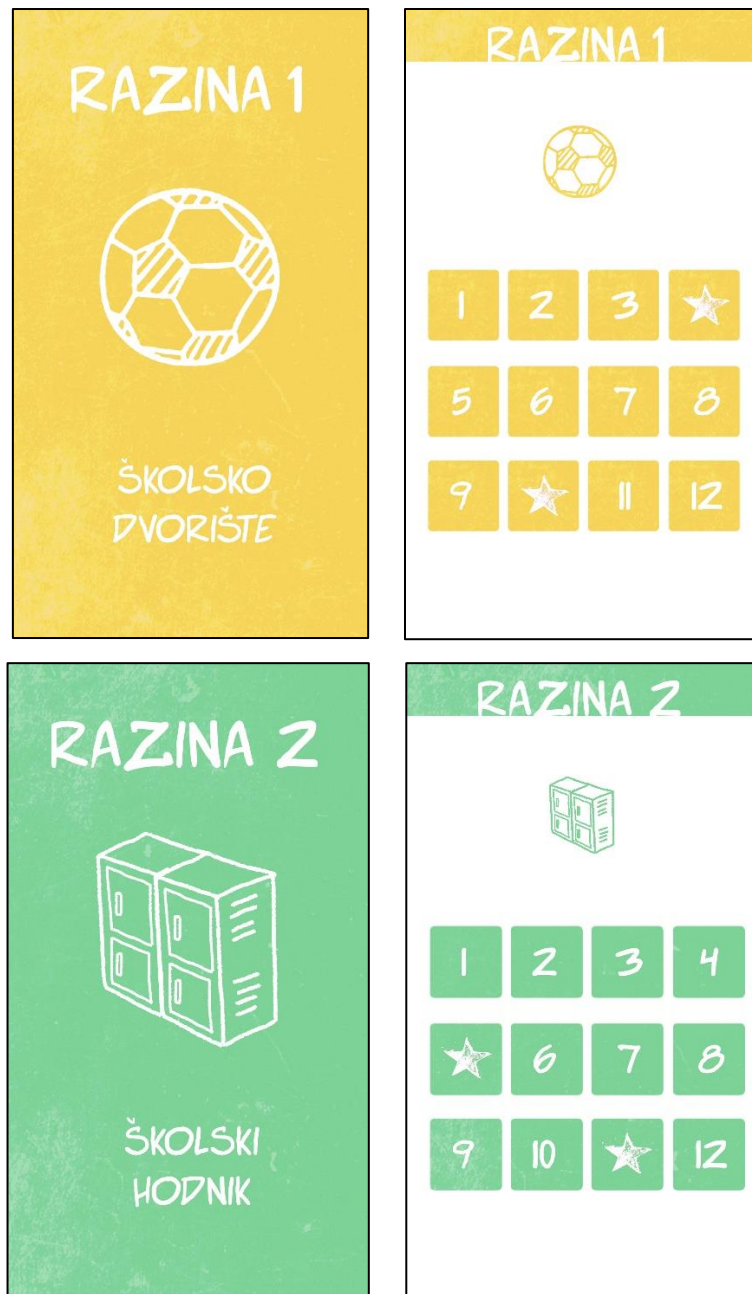 RAZINA 1
ŠKOLSKO
DVORIŠTE
RAZINA 1
1 2 3
5 6 7 8
9 11 12
RAZINA 2
ŠKOLSKI
HODNIK
RAZINA 2
1 2 3 4
6 7 8
9 10 12